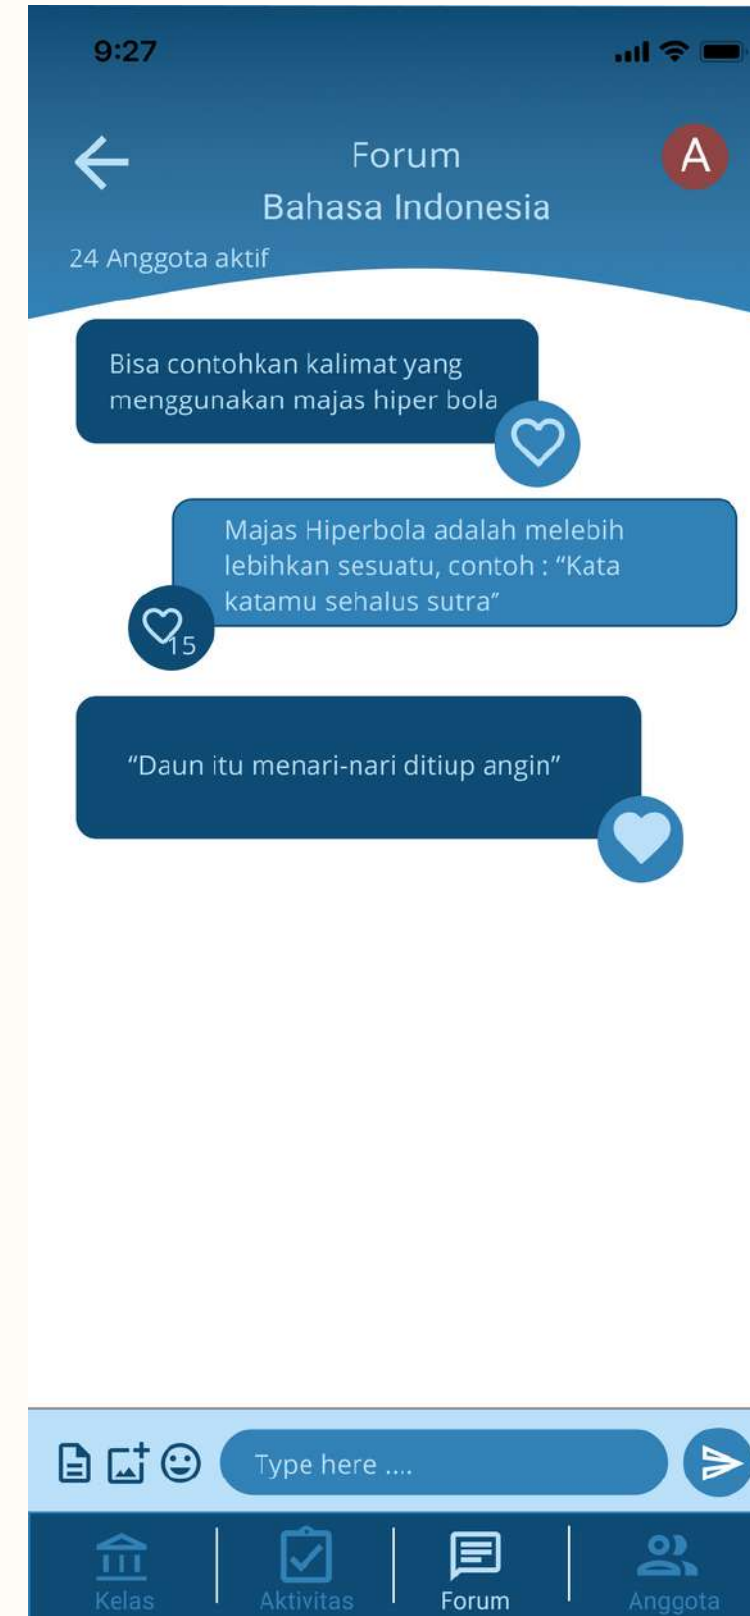 9:27
Forum
A
Bahasa Indonesia
24 Anggota aktif
Bisa contohkan kalimat yang
menggunakan majas hiper bola
Majas Hiperbola adalah melebih
lebihkan sesuatu, contoh : “Kata
katamu sehalus sutra”
15
“Daun itu menari-nari ditiup angin”
Type here ....
Kelas
Aktivitas
Forum
Anggota